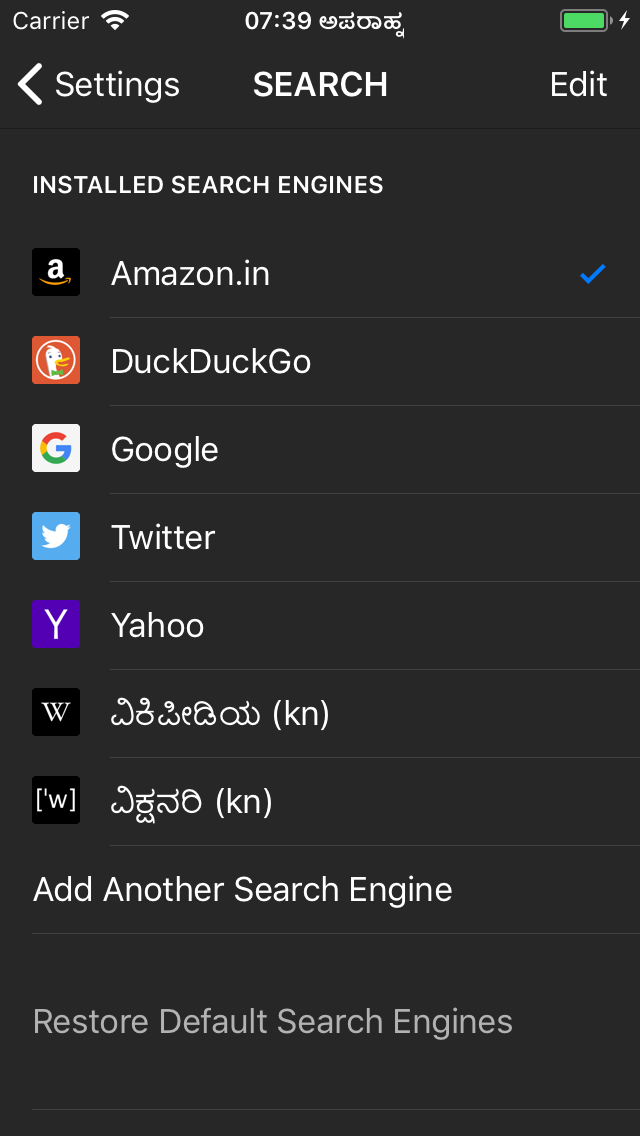 Carrier 07:39 ಅಪರಾಹ್ನ
Settings SEARCH Edit
INSTALLED SEARCH ENGINES
a Amazon.in
DuckDuckGo
G Google
Twitter
Y Yahoo
W ವಿಕಿಪೀಡಿಯ (kn)
['w] ವಿಕ್ಷನರಿ (kn)
Add Another Search Engine
Restore Default Search Engines